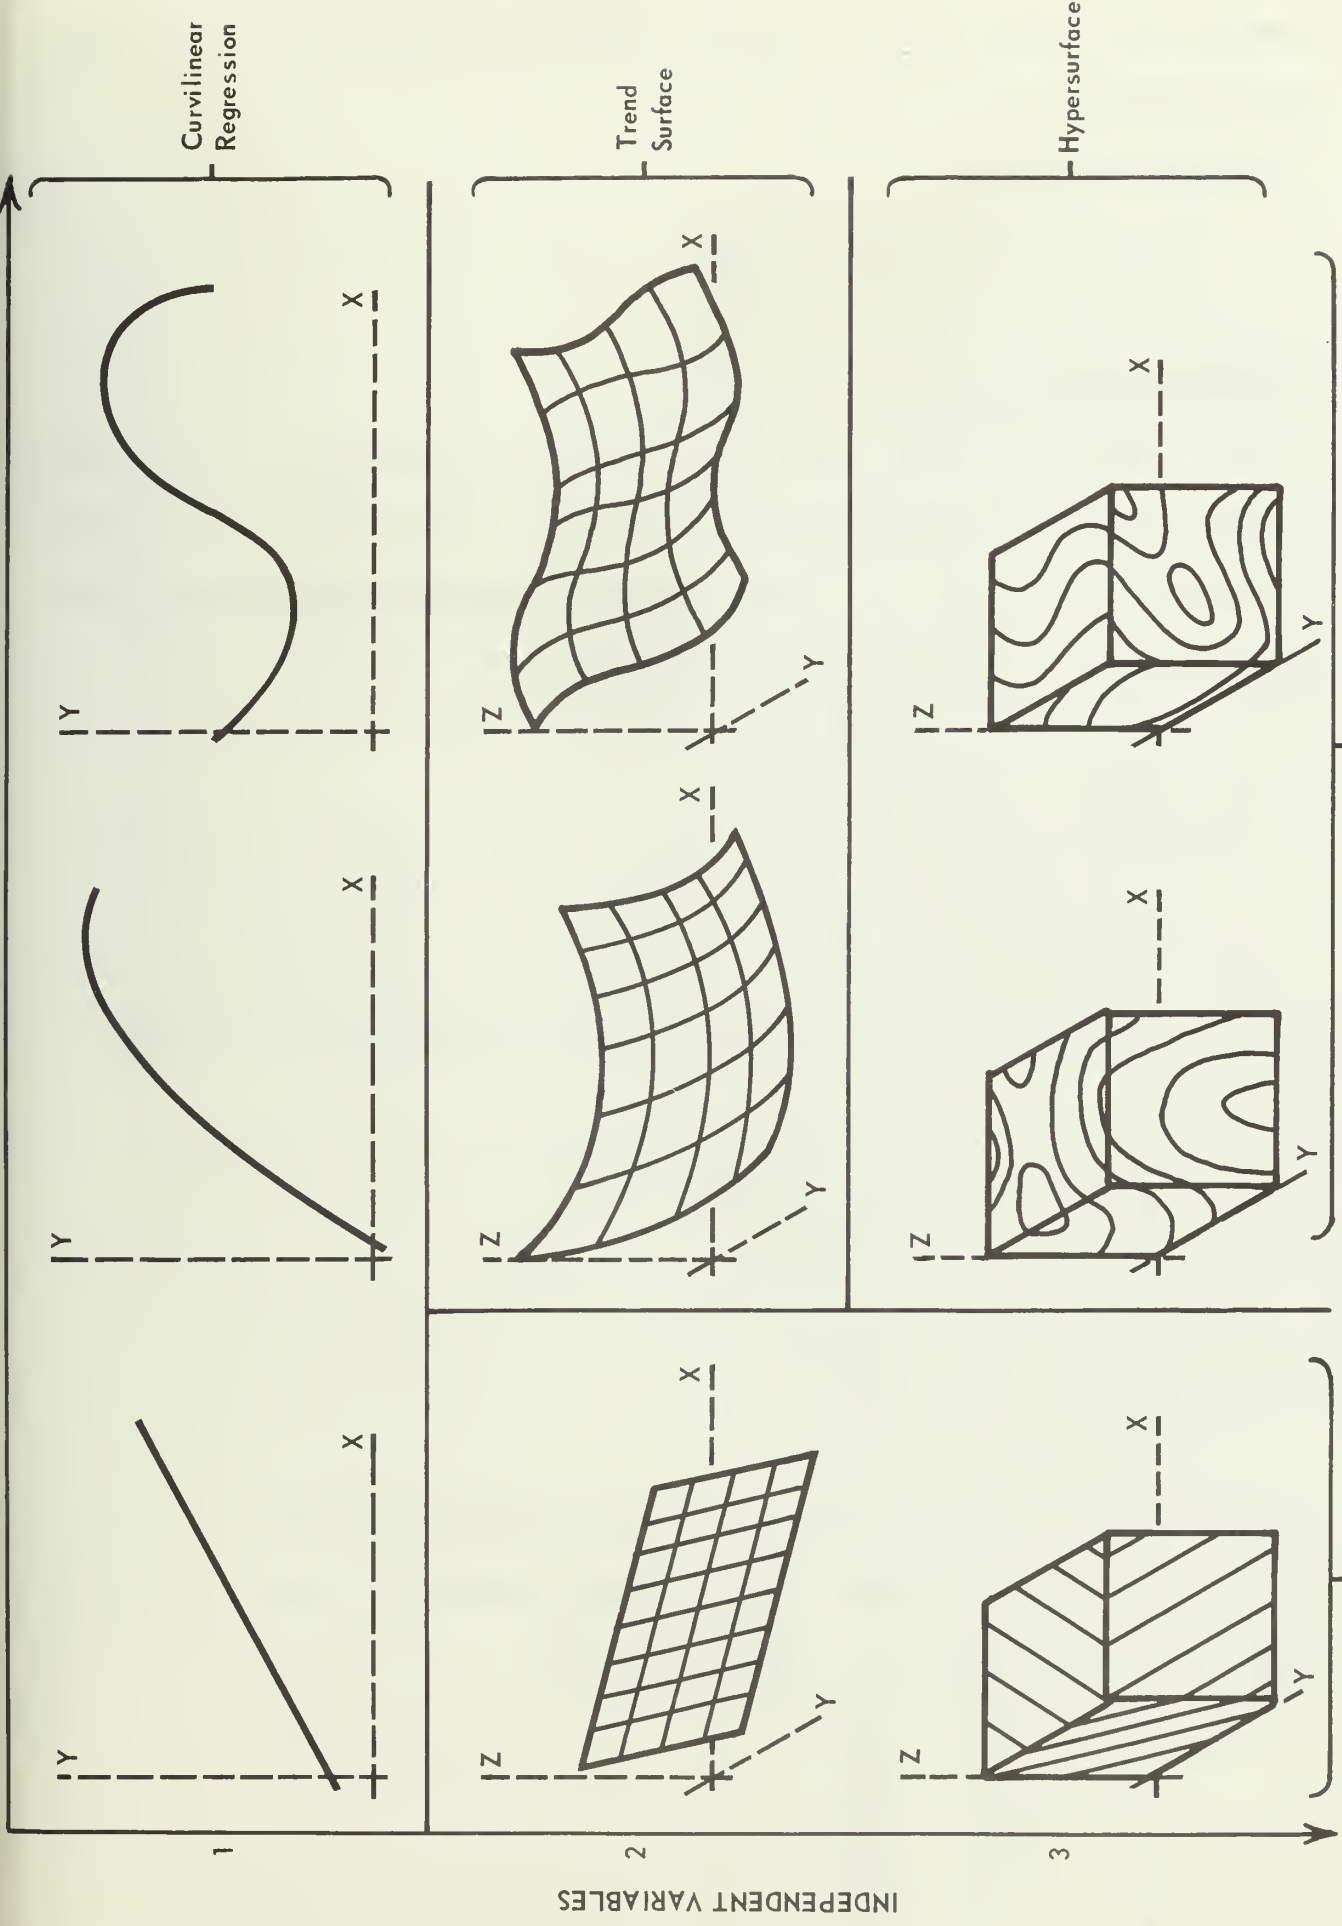 Curvilinear
Regression
Y
X
Y
X
Y
X
1
Trend
Surface
Z
X
Y
Z
X
Y
Z
X
Y
2
Hypersurface
Z
X
Y
Z
X
Y
Z
X
Y
3
INDEPENDENT VARIABLES